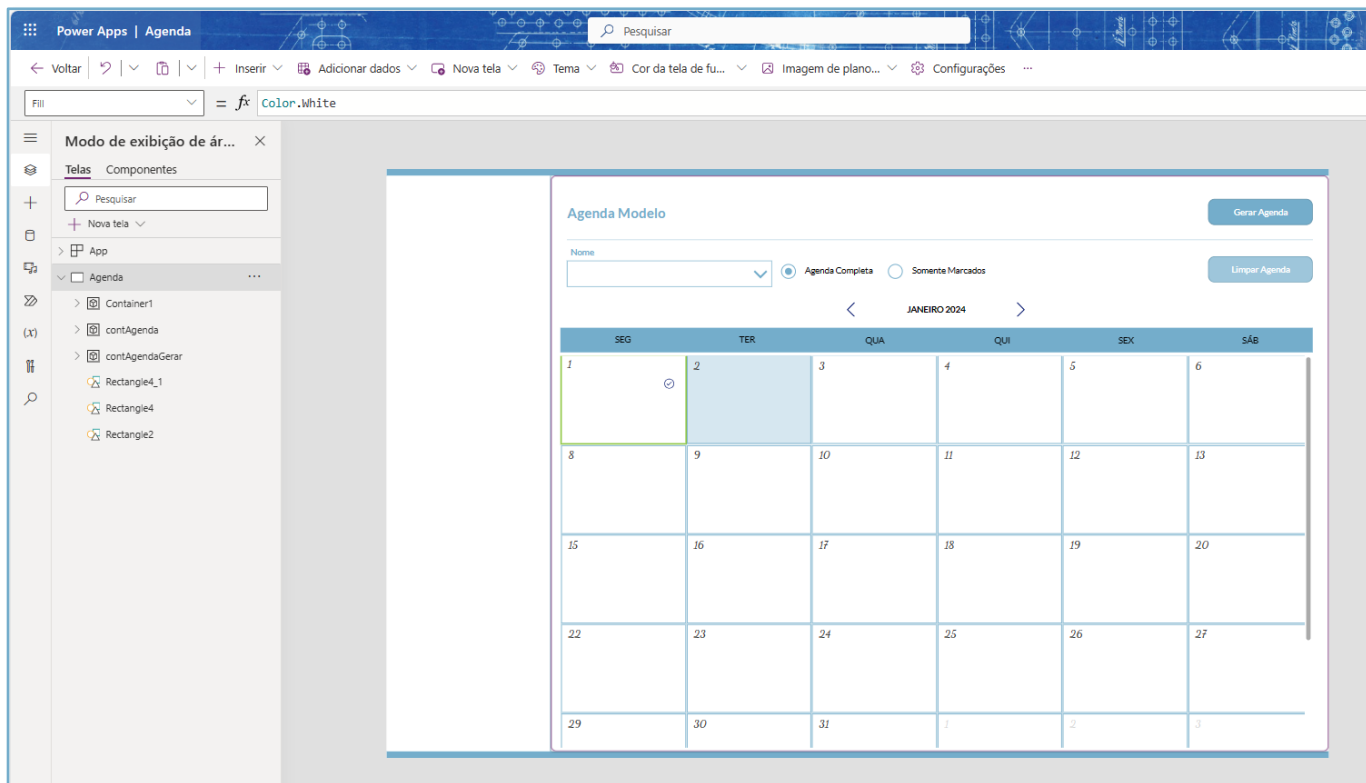 Power Apps | Agenda
Pesquisar
Voltar Inserir Adicionar dados Nova tela Tema Cor da tela de fu... Imagem de plano... Configurações ...
Fill = fx Color.White
Modo de exibição de ár...
Telas Componentes
Pesquisar
Nova tela
App
Agenda ...
Container1
contAgenda
contAgendaGerar
Rectangle4_1
Rectangle4
Rectangle2
(x)
Agenda Modelo Gerar Agenda
Nome
Agenda Completa Somente Marcados Limpar Agenda
JANEIRO 2024
SEG TER QUA QUI SEX SÁB
1 2 3 4 5 6
8 9 10 11 12 13
15 16 17 18 19 20
22 23 24 25 26 27
29 30 31 1 2 3